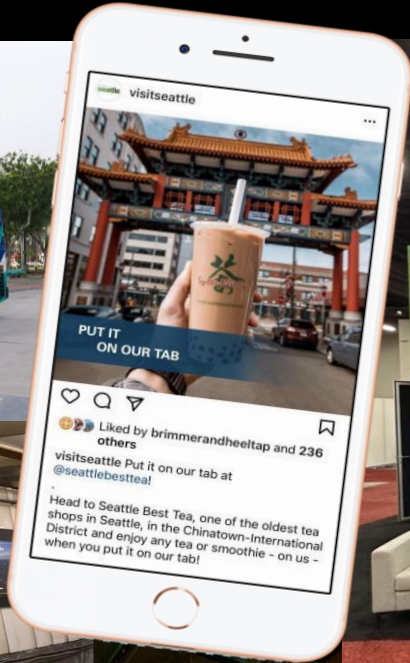 visitseattle
PUT IT
ON OUR TAB
Liked by brimmerandheeltap and 236
others
visitseattle Put it on our tab at
@seattlebesttea!
Head to Seattle Best Tea, one of the oldest tea
shops in Seattle, in the Chinatown-International
District and enjoy any tea or smoothie - on us -
when you put it on our tab!